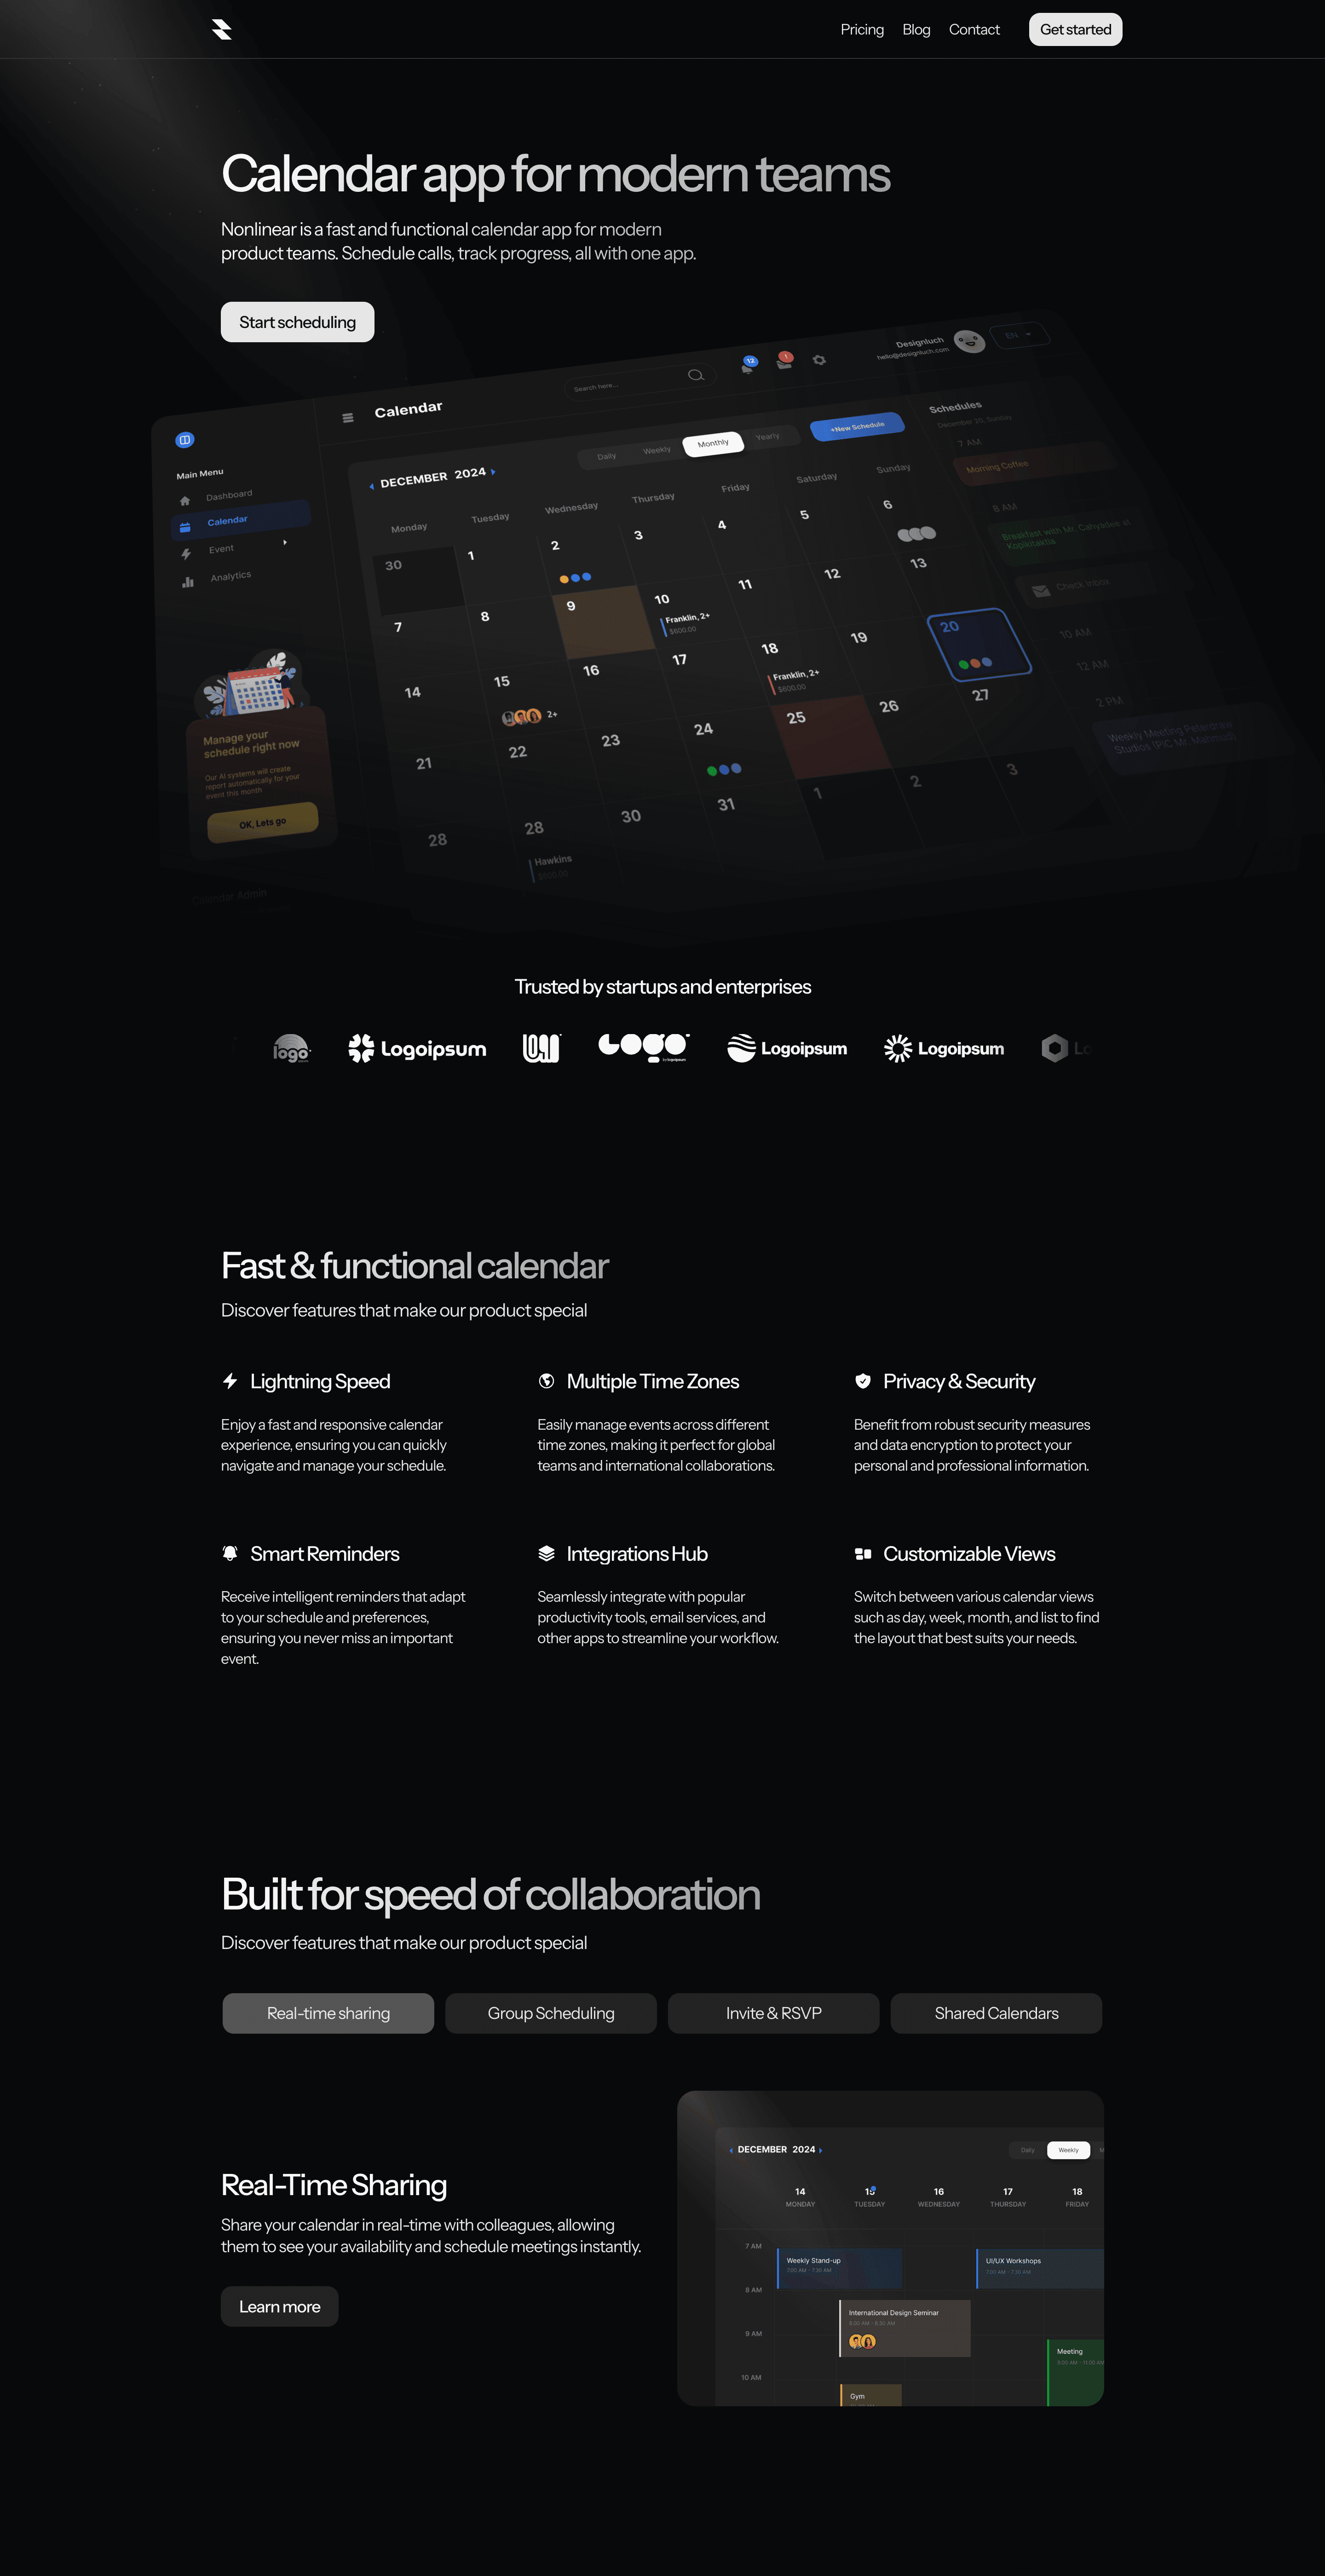 Pricing
Blog
Contact
Get started
Calendar app for modern teams
Nonlinear is a fast and functional calendar app for modern
product teams. Schedule calls, track progress, all with one app.
Start scheduling
Main Menu
Dashboard
Calendar
Event
Analytics
Manage your
schedule right now
Our AI systems will create
report automatically for your
event this month
OK, Lets go
Calendar Admin
Calendar
Search here...
12
1
Designluch
hello@designluch.com
EN
DECEMBER 2024
Daily
Weekly
Monthly
Yearly
+New Schedule
Monday
Tuesday
Wednesday
Thursday
Friday
Saturday
Sunday
30
1
2
3
4
5
6
7
8
9
10
Franklin, 2+
$600.00
11
12
13
14
15
2+
16
17
18
Franklin, 2+
$600.00
19
20
21
22
23
24
25
26
27
28
28
Hawkins
30
31
1
2
3
Schedules
December 20, Sunday
7 AM
Morning Coffee
8 AM
Breakfast with Mr. Cahyadee at
Kopikitakita
Check Inbox
10 AM
12 AM
2 PM
Weekly Meeting Peterdraw
Studios (PIC Mr. Mahmud)
Trusted by startups and enterprises
logo
Logoipsum
LOGO
by logoipsum
Logoipsum
Logoipsum
Lo
Fast & functional calendar
Discover features that make our product special
Lightning Speed
Enjoy a fast and responsive calendar
experience, ensuring you can quickly
navigate and manage your schedule.
Multiple Time Zones
Easily manage events across different
time zones, making it perfect for global
teams and international collaborations.
Privacy & Security
Benefit from robust security measures
and data encryption to protect your
personal and professional information.
Smart Reminders
Receive intelligent reminders that adapt
to your schedule and preferences,
ensuring you never miss an important
event.
Integrations Hub
Seamlessly integrate with popular
productivity tools, email services, and
other apps to streamline your workflow.
Customizable Views
Switch between various calendar views
such as day, week, month, and list to find
the layout that best suits your needs.
Built for speed of collaboration
Discover features that make our product special
Real-time sharing
Group Scheduling
Invite & RSVP
Shared Calendars
Real-Time Sharing
Share your calendar in real-time with colleagues, allowing
them to see your availability and schedule meetings instantly.
Learn more
DECEMBER 2024
Daily
Weekly
M
14
MONDAY
15
TUESDAY
16
WEDNESDAY
17
THURSDAY
18
FRIDAY
7 AM
8 AM
9 AM
10 AM
Weekly Stand-up
7.00 AM - 7.30 AM
UI/UX Workshops
7.00 AM - 7.30 AM
International Design Seminar
8.00 AM - 9.30 AM
Meeting
9.00 AM - 11.00 AM
Gym